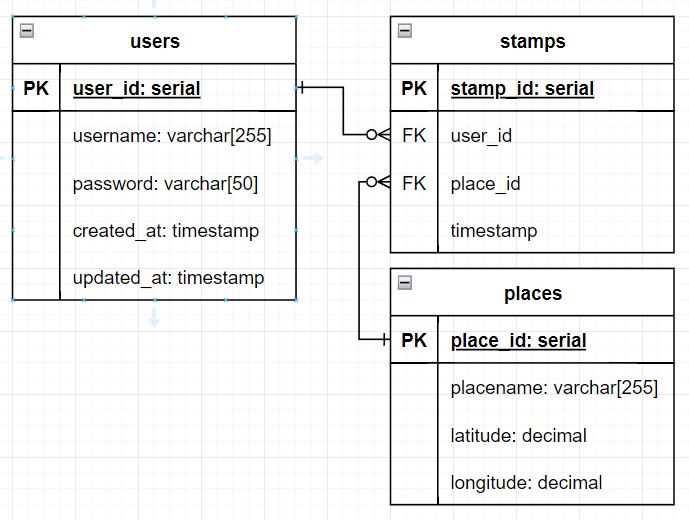 users
PK user_id: serial
username: varchar[255]
password: varchar[50]
created_at: timestamp
updated_at: timestamp
stamps
PK stamp_id: serial
FK user_id
FK place_id
timestamp
places
PK place_id: serial
placename: varchar[255]
latitude: decimal
longitude: decimal